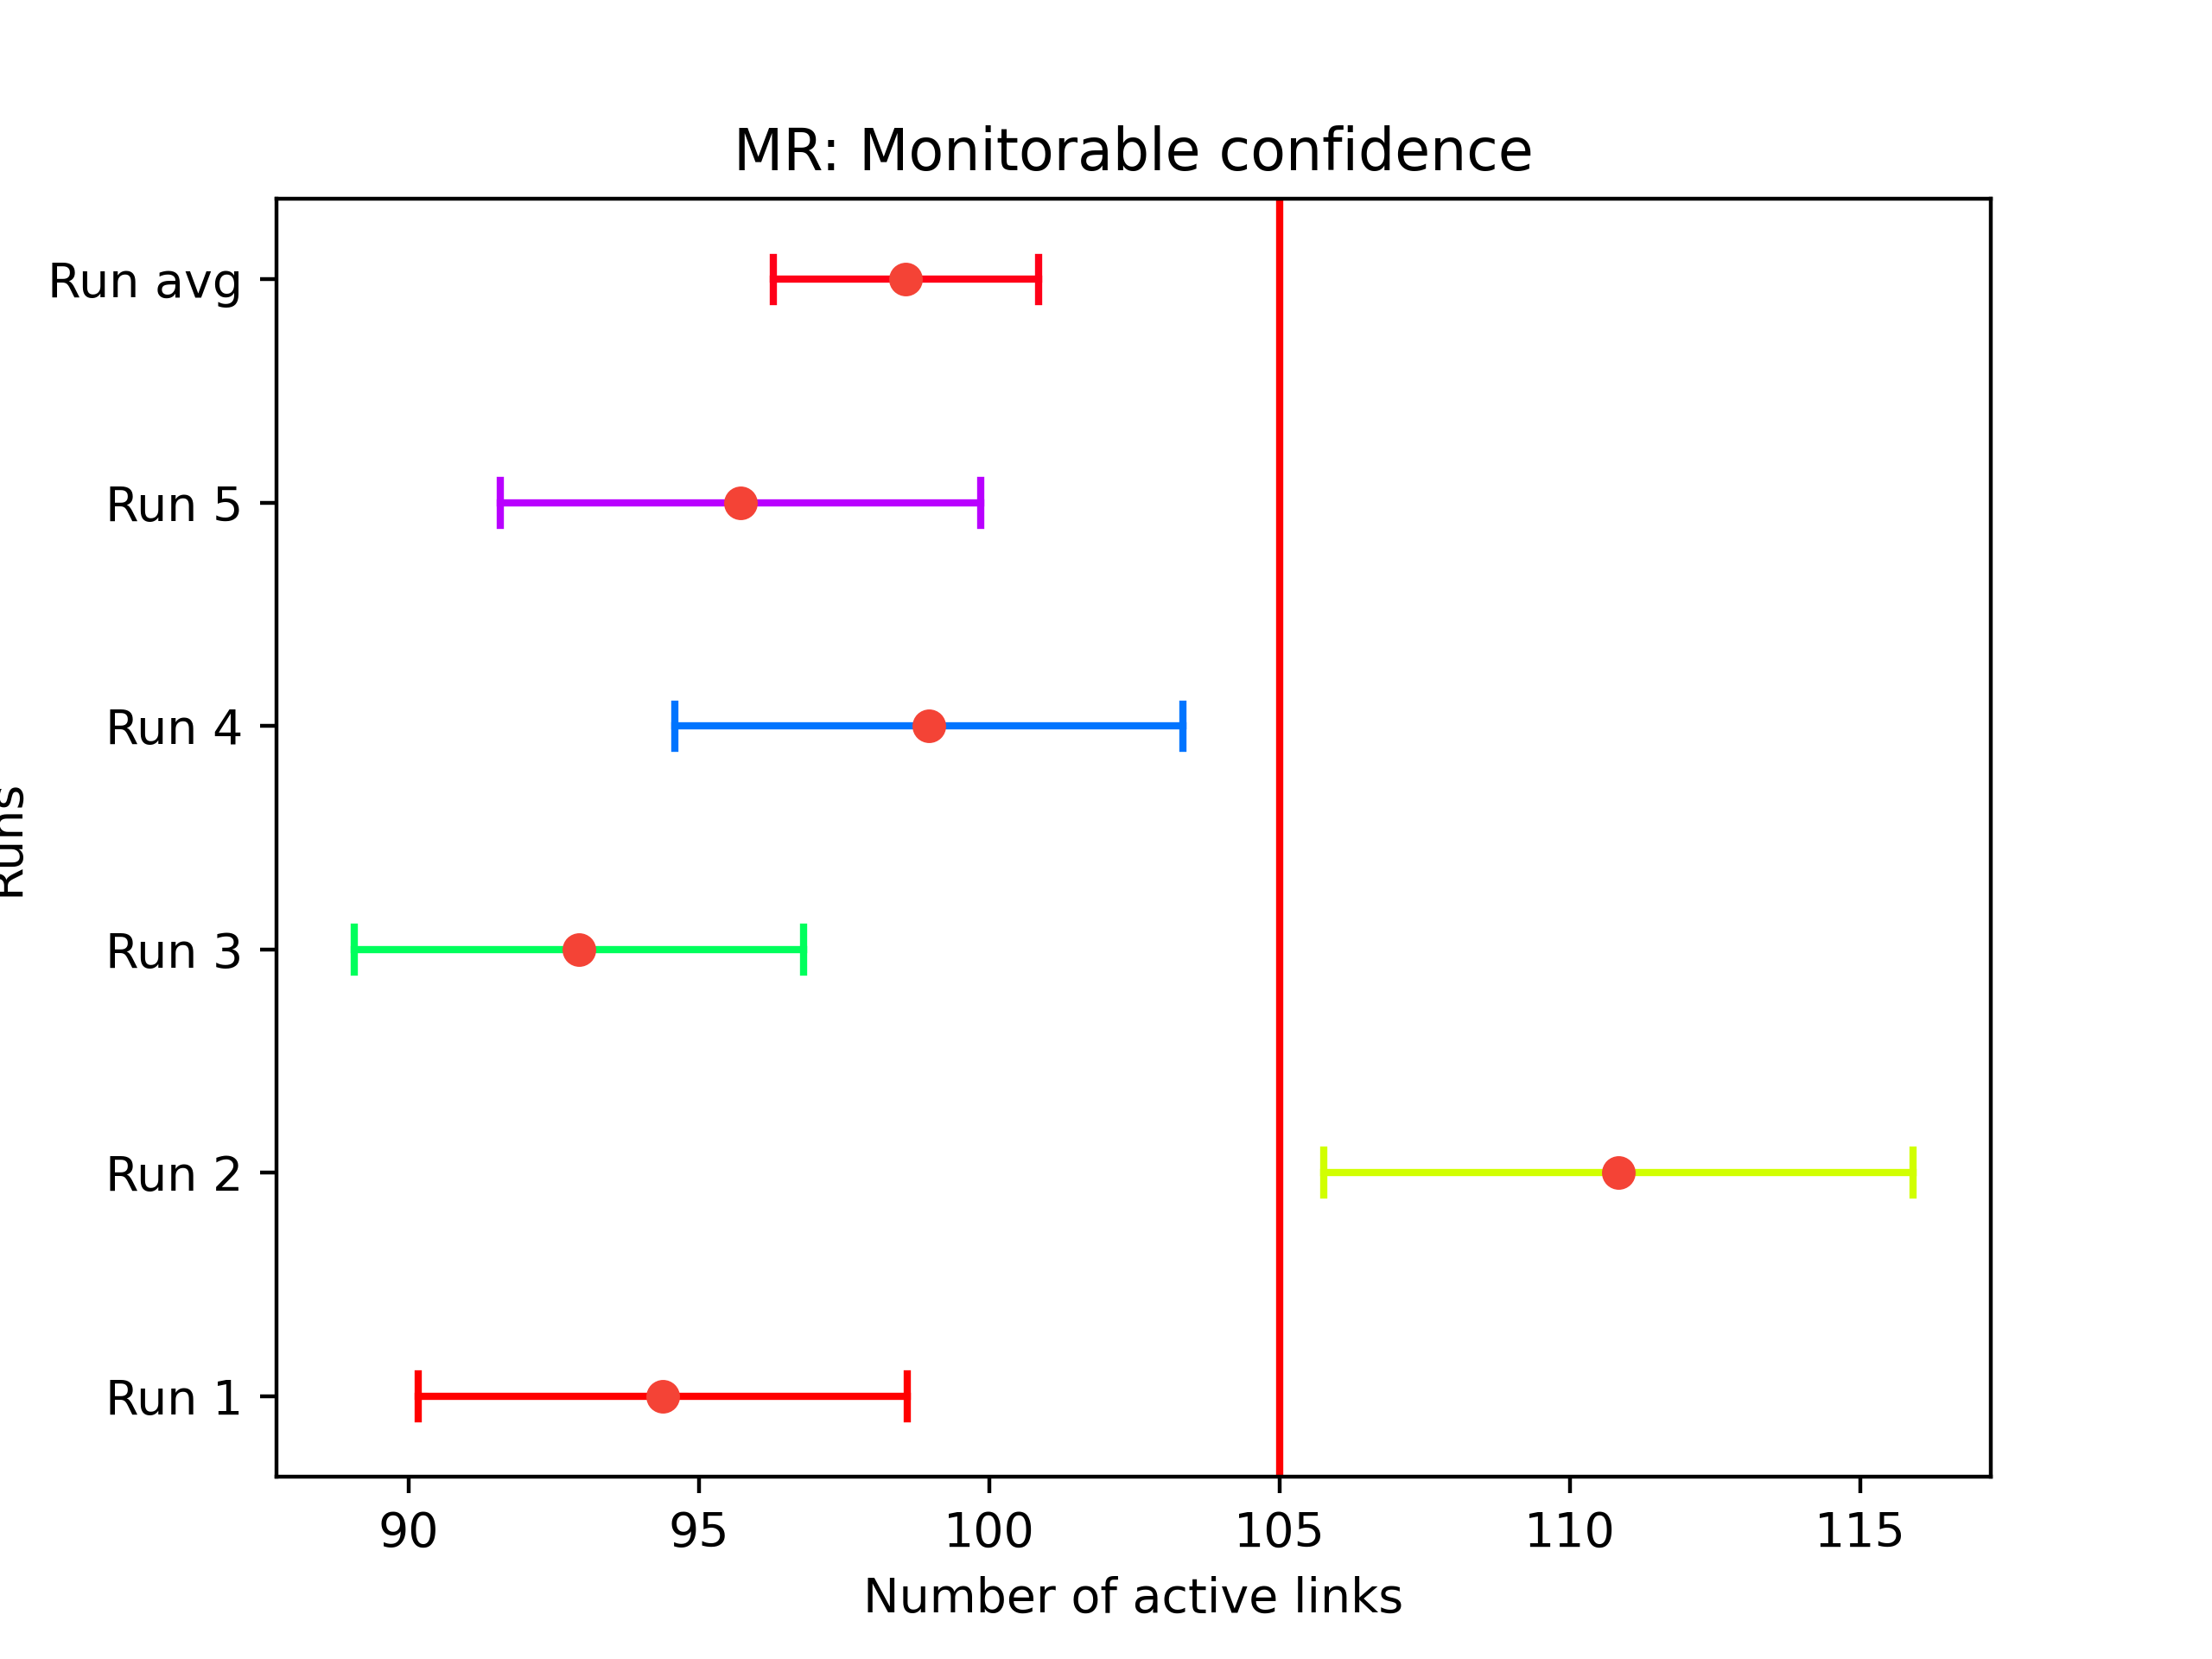 MR: Monitorable confidence
Run avg
Run 5
Run 4
Runs
Run 3
Run 2
Run 1
90 95 100 105 110 115
Number of active links